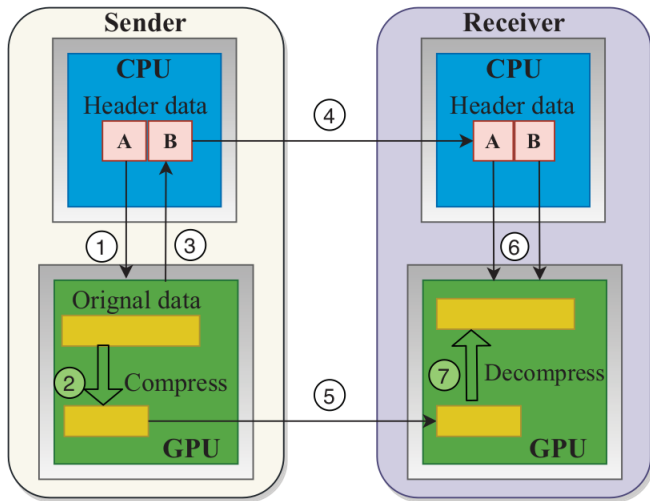 Sender
CPU
Header data
A B
1
3
Orignal data
2 Compress
GPU
4
5
Receiver
CPU
Header data
A B
6
7 Decompress
GPU